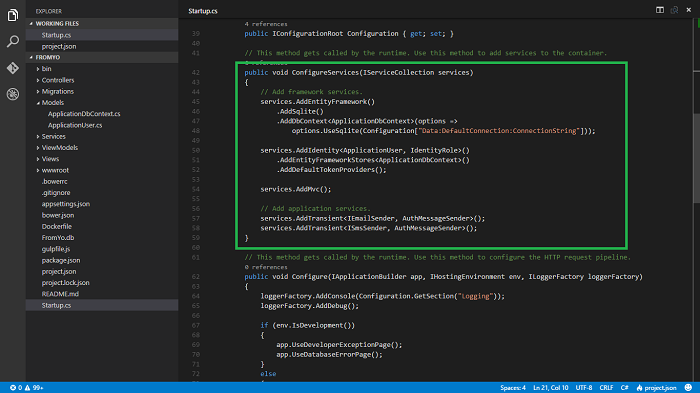 EXPLORE
WORKING FILES
Startup.cs
project.json
FROMYO
bin
Controllers
Migrations
Models
ApplicationDbContext.cs
ApplicationUser.cs
Services
ViewModels
Views
wwwroot
.bowerrc
.gitignore
appsettings.json
bower.json
Dockerfile
FromYo.db
gulpfile.js
package.json
project.json
project.lock.json
README.md
Startup.cs
Startup.cs
4 references
39 public IConfigurationRoot Configuration { get; set; }
40
41 // This method gets called by the runtime. Use this method to add services to the container.
references
42 public void ConfigureServices(IServiceCollection services)
43 {
44 // Add framework services.
45 services.AddEntityFramework()
46 .AddSqlite()
47 .AddDbContext<ApplicationDbContext>(options =>
48 options.UseSqlite(Configuration["Data:DefaultConnection:ConnectionString"]));
49
50 services.AddIdentity<ApplicationUser, IdentityRole>()
51 .AddEntityFrameworkStores<ApplicationDbContext>()
52 .AddDefaultTokenProviders();
53
54 services.AddMvc();
55
56 // Add application services.
57 services.AddTransient<IEmailSender, AuthMessageSender>();
58 services.AddTransient<ISmsSender, AuthMessageSender>();
59 }
60
61 // This method gets called by the runtime. Use this method to configure the HTTP request pipeline.
0 references
62 public void Configure(IApplicationBuilder app, IHostingEnvironment env, ILoggerFactory loggerFactory)
63 {
64 loggerFactory.AddConsole(Configuration.GetSection("Logging"));
65 loggerFactory.AddDebug();
66
67 if (env.IsDevelopment())
68 {
69 app.UseDeveloperExceptionPage();
70 app.UseDatabaseErrorPage();
71 }
72 else
0 99+ Spaces: 4 Ln 21, Col 10 UTF-8 CRLF C# project.json